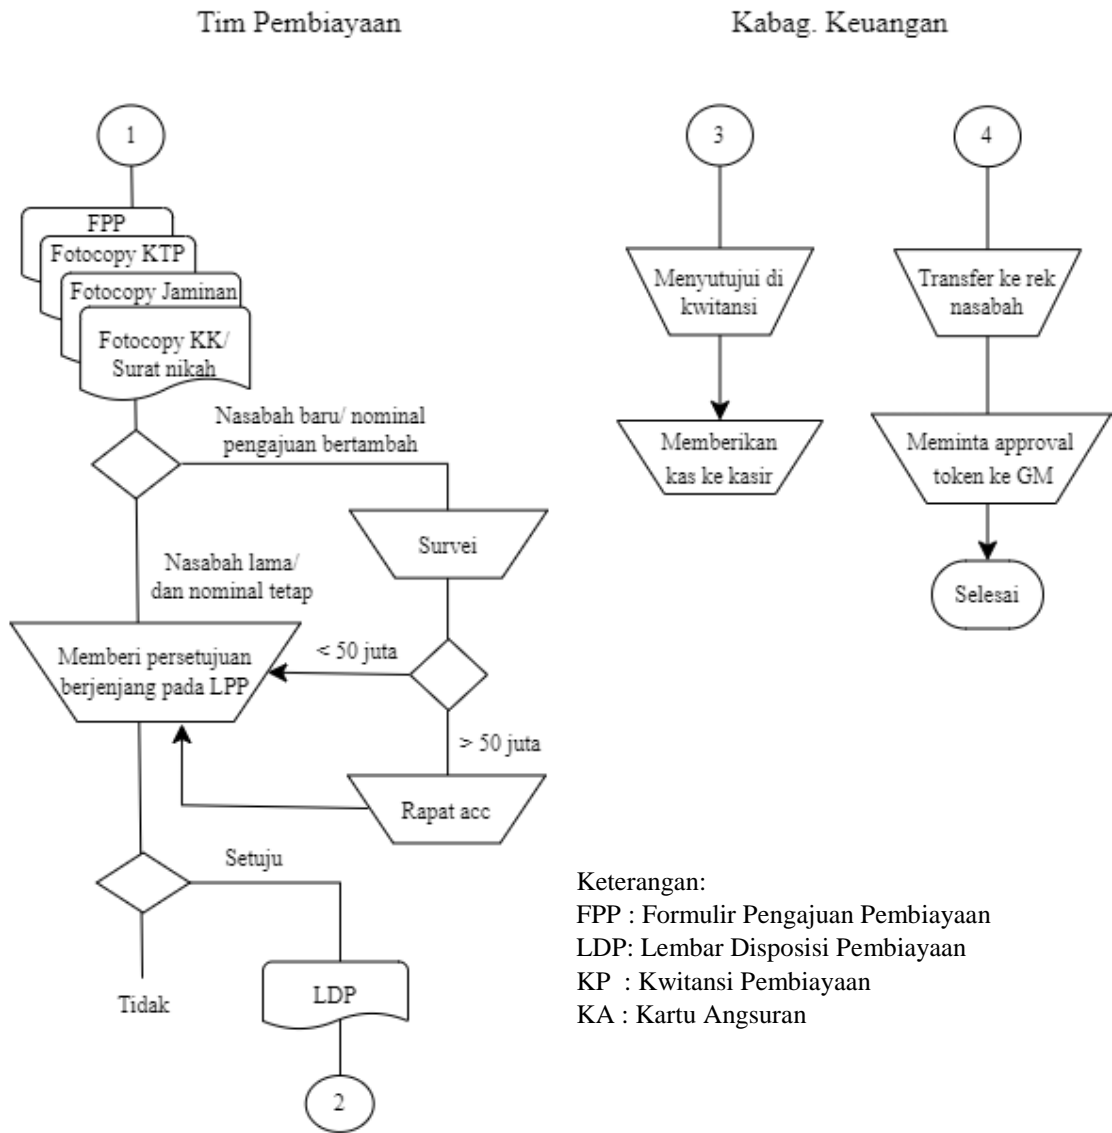 Tim Pembiayaan
1
FPP
Fotocopy KTP
Fotocopy Jaminan
Fotocopy KK/
Surat nikah
Nasabah baru/ nominal
pengajuan bertambah
Survei
Nasabah lama/
dan nominal tetap
Memberi persetujuan
berjenjang pada LPP
< 50 juta
> 50 juta
Rapat acc
Setuju
Tidak
LDP
2
Kabag. Keuangan
3
Menyutujui di
kwitansi
Memberikan
kas ke kasir
4
Transfer ke rek
nasabah
Meminta approval
token ke GM
Selesai
Keterangan:
FPP : Formulir Pengajuan Pembiayaan
LDP: Lembar Disposisi Pembiayaan
KP : Kwitansi Pembiayaan
KA : Kartu Angsuran